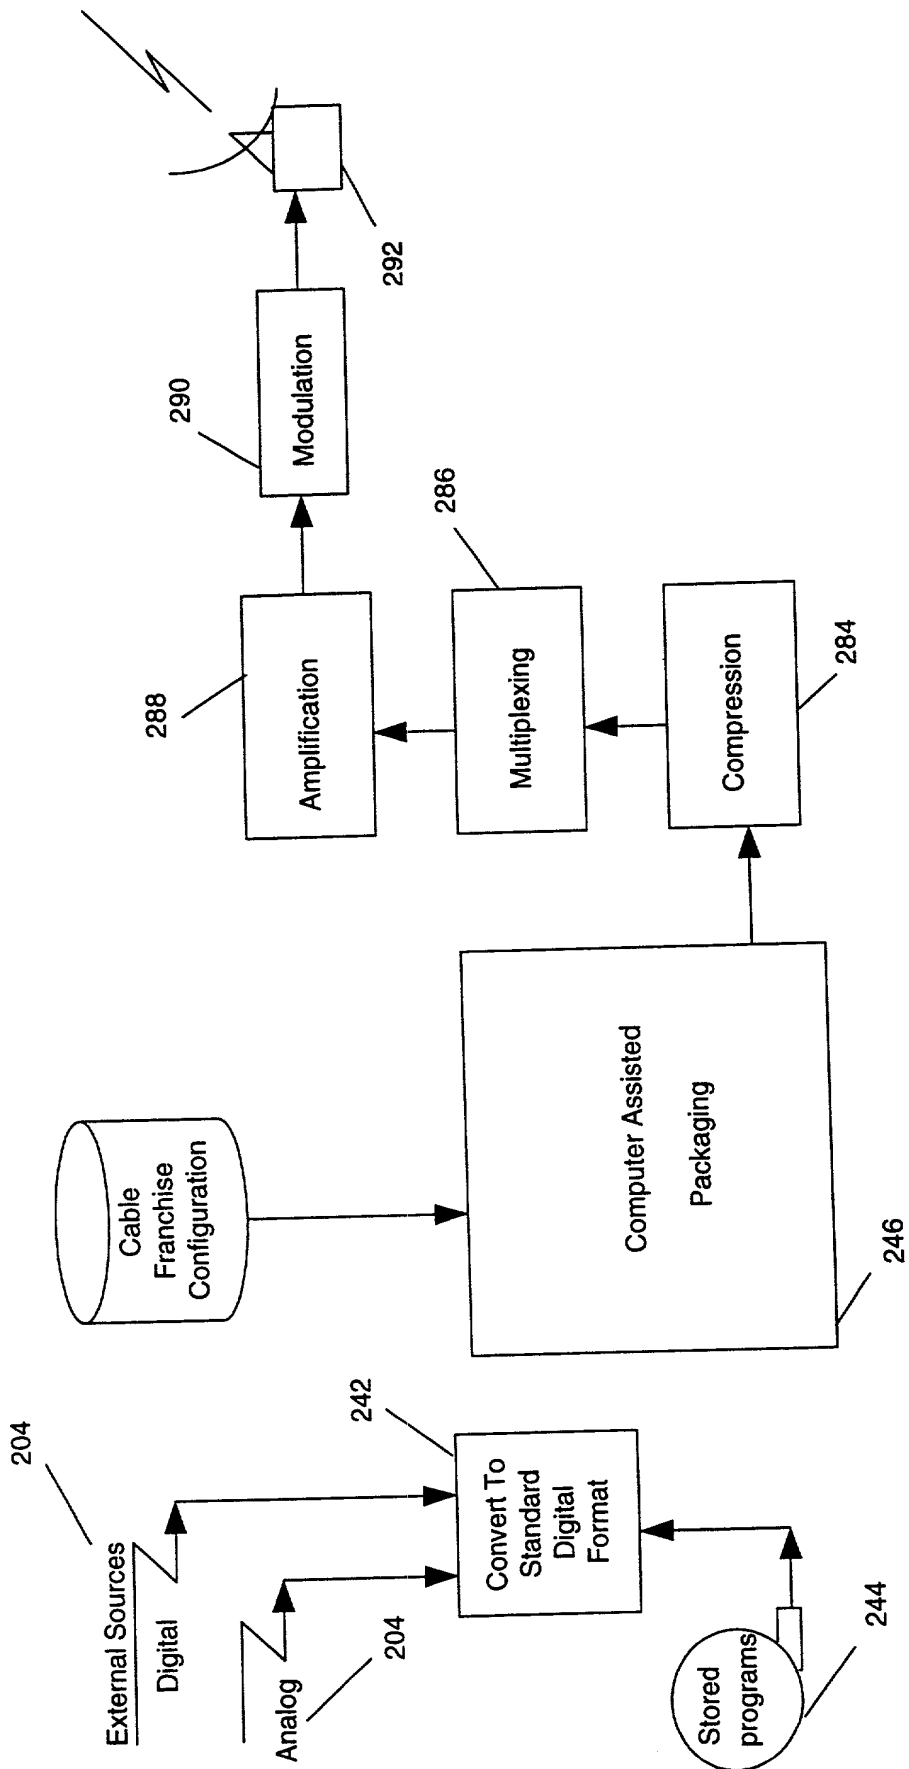 204
External Sources
Digital
Analog
204
242
Convert To
Standard
Digital
Format
Stored
programs
244
Cable
Franchise
Configuration
Computer Assisted
Packaging
246
288
Amplification
286
Multiplexing
Compression
284
290
Modulation
292